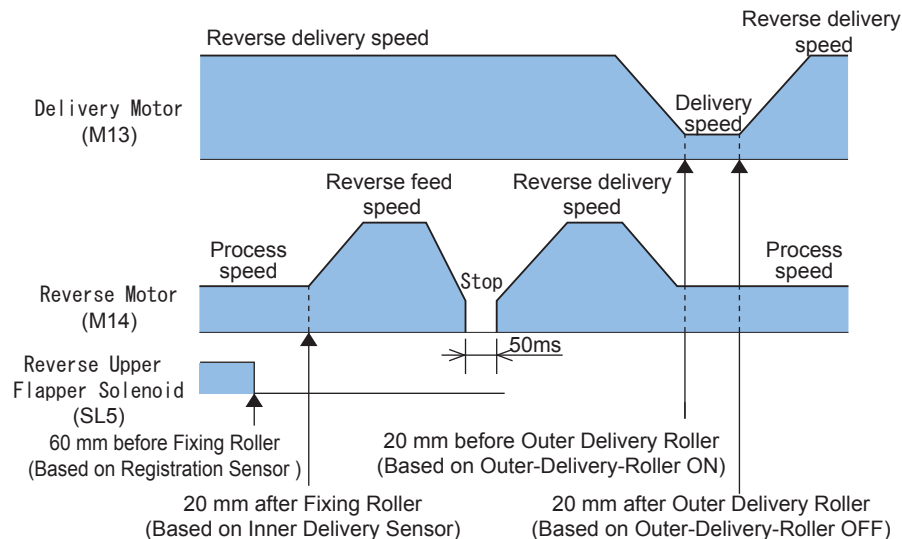 Reverse delivery speed
Reverse delivery
speed
Delivery Motor
(M13)
Delivery
speed
Reverse feed
speed
Reverse delivery
speed
Process
speed
Process
speed
Reverse Motor
(M14)
Stop
50ms
Reverse Upper
Flapper Solenoid
(SL5)
60 mm before Fixing Roller
(Based on Registration Sensor )
20 mm before Outer Delivery Roller
(Based on Outer-Delivery-Roller ON)
20 mm after Fixing Roller
(Based on Inner Delivery Sensor)
20 mm after Outer Delivery Roller
(Based on Outer-Delivery-Roller OFF)